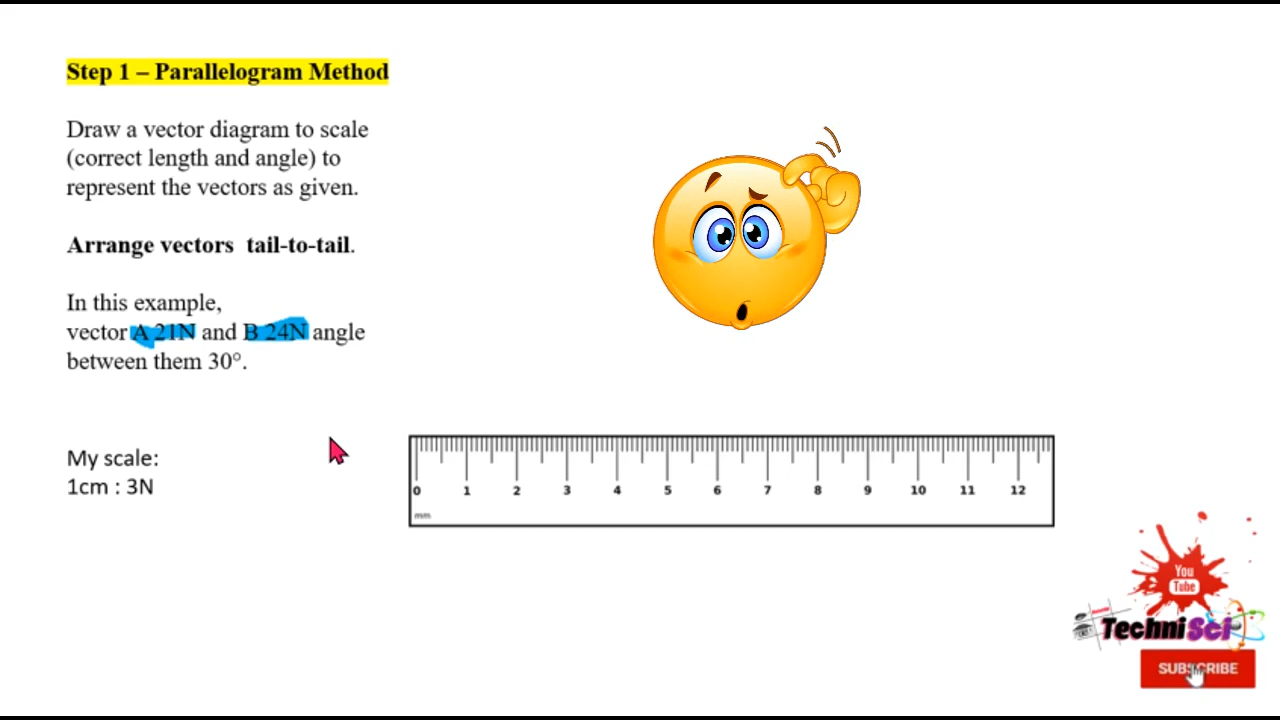 Step 1 – Parallelogram Method
Draw a vector diagram to scale
(correct length and angle) to
represent the vectors as given.
Arrange vectors tail-to-tail.
In this example,
vector A 21N and B 24N angle
between them 30°.
My scale:
1cm : 3N
0 1 2 3 4 5 6 7 8 9 10 11 12
mm
You
Tube
TechniSci
SUBSCRIBE